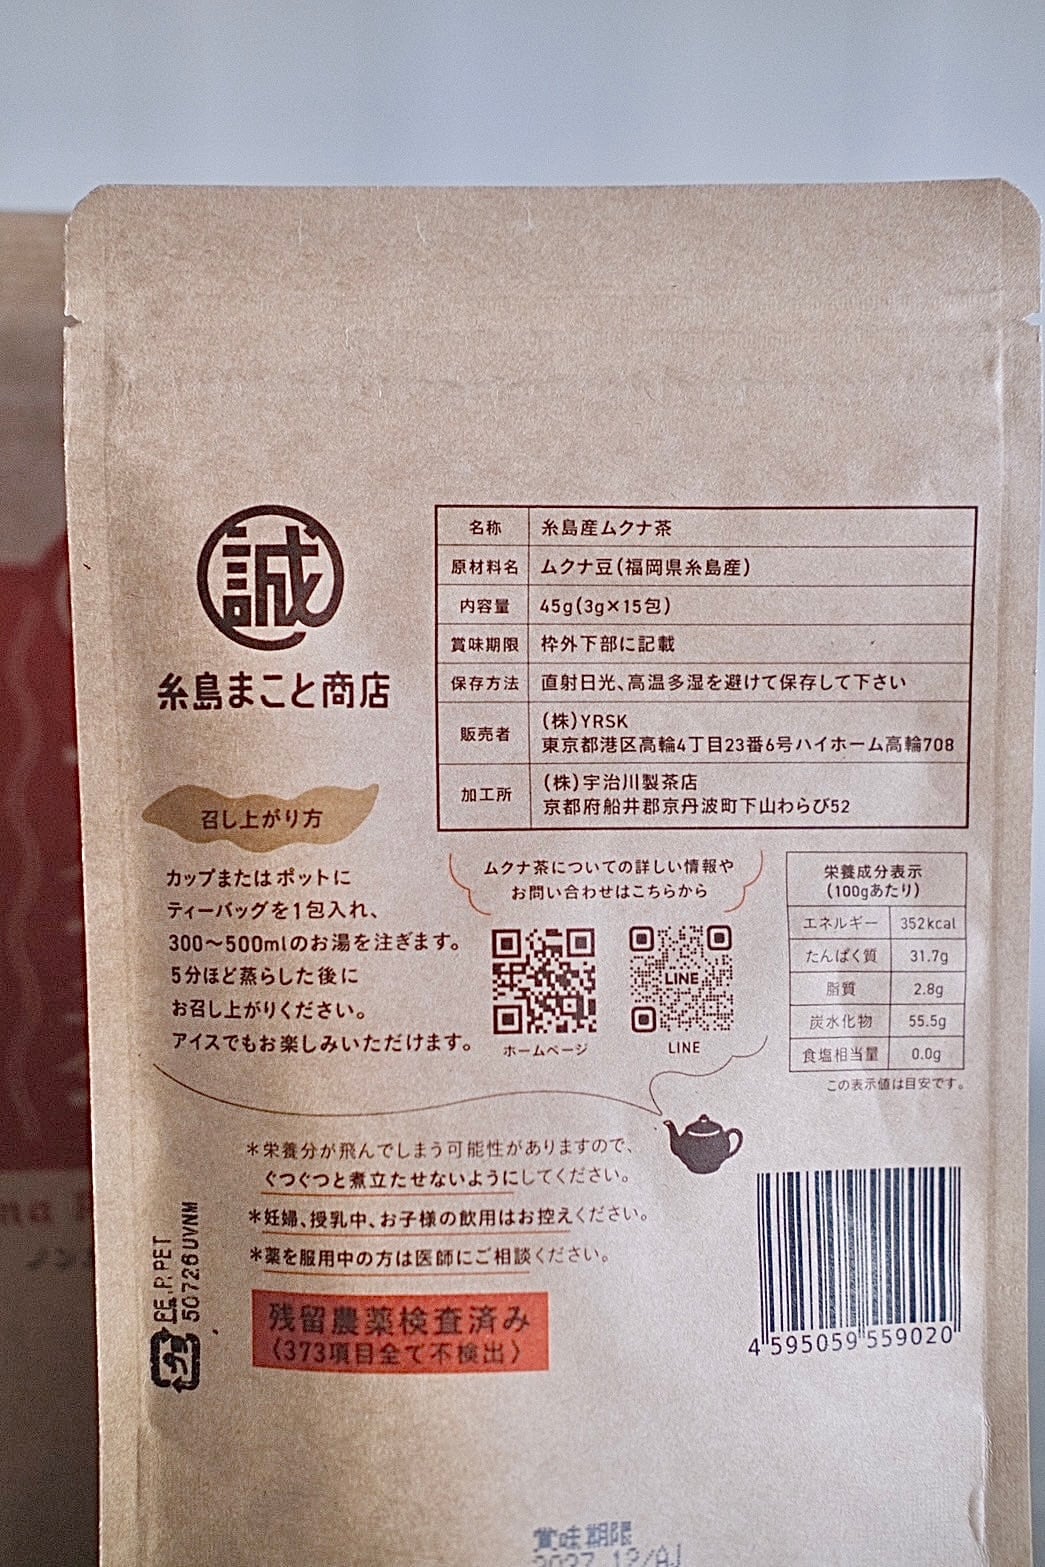 誠
糸島まこと商店
名称 糸島産ムクナ茶
原材料名 ムクナ豆(福岡県糸島産)
内容量 45g(3g×15包)
賞味期限 枠外下部に記載
保存方法 直射日光、高温多湿を避けて保存して下さい
販売者 (株)YRSK
東京都港区高輪4丁目23番6号ハイホーム高輪708
加工所 (株)宇治川製茶店
京都府船井郡京丹波町下山わらび52
召し上がり方
カップまたはポットに
ティーバッグを1包入れ、
300〜500mlのお湯を注ぎます。
5分ほど蒸らした後に
お召し上がりください。
アイスでもお楽しみいただけます。
ムクナ茶についての詳しい情報や
お問い合わせはこちらから
ホームページ
LINE
LINE
栄養成分表示
(100gあたり)
エネルギー 352kcal
たんぱく質 31.7g
脂質 2.8g
炭水化物 55.5g
食塩相当量 0.0g
この表示値は目安です。
*栄養分が飛んでしまう可能性がありますので、
ぐつぐつと煮立たせないようにしてください。
*妊婦、授乳中、お子様の飲用はお控えください。
*薬を服用中の方は医師にご相談ください。
残留農薬検査済み
(373項目全て不検出)
プラ
PE,P,PET
50726UVNM
4 595059 559020
賞味期限
2027.12/AJ